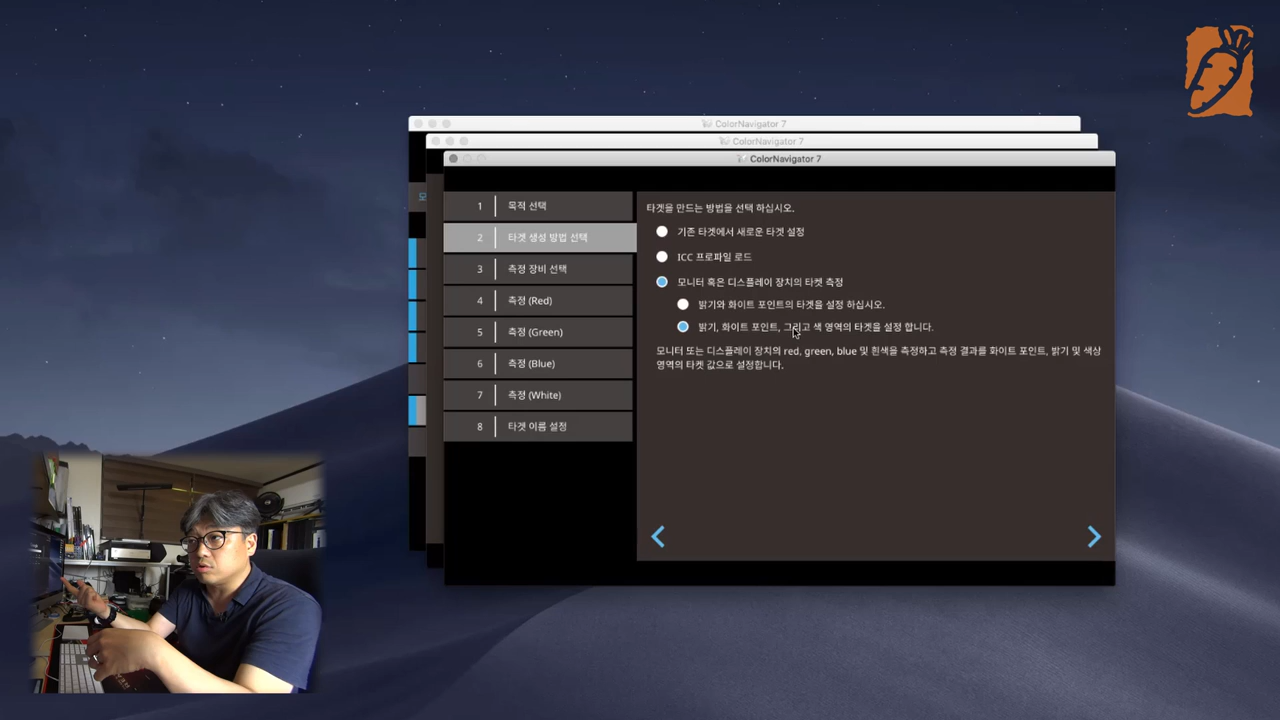 ColorNavigator 7
ColorNavigator 7
ColorNavigator 7
1 목적 선택
2 타겟 생성 방법 선택
3 측정 장비 선택
4 측정 (Red)
5 측정 (Green)
6 측정 (Blue)
7 측정 (White)
8 타겟 이름 설정
타겟을 만드는 방법을 선택 하십시오.
기존 타겟에서 새로운 타겟 설정
ICC 프로파일 로드
모니터 혹은 디스플레이 장치의 타켓 측정
밝기와 화이트 포인트의 타겟을 설정 하십시오.
밝기, 화이트 포인트, 그리고 색 영역의 타겟을 설정 합니다.
모니터 또는 디스플레이 장치의 red, green, blue 및 흰색을 측정하고 측정 결과를 화이트 포인트, 밝기 및 색상
영역의 타켓 값으로 설정합니다.